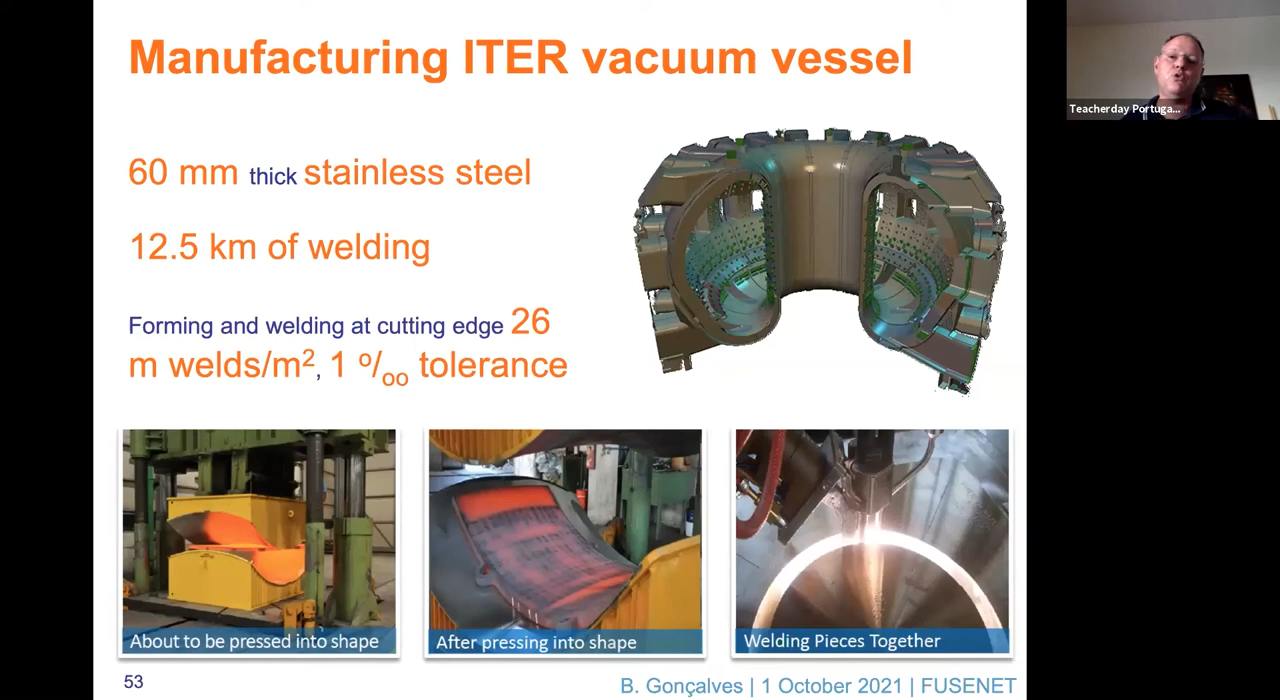 Manufacturing ITER vacuum vessel
Teacherday Portuga...
60 mm thick stainless steel
12.5 km of welding
Forming and welding at cutting edge 26
m welds/m², 1 º/ₒₒ tolerance
About to be pressed into shape
After pressing into shape
Welding Pieces Together
53
B. Gonçalves | 1 October 2021 | FUSENET